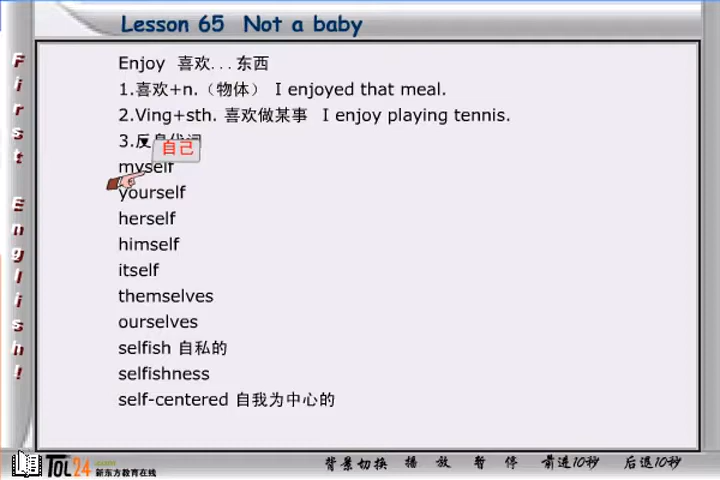 Lesson 65 Not a baby
First English!
Enjoy 喜欢...东西
1.喜欢+n.（物体） I enjoyed that meal.
2.Ving+sth. 喜欢做某事 I enjoy playing tennis.
3.反身代词
自己
myself
yourself
herself
himself
itself
themselves
ourselves
selfish 自私的
selfishness
self-centered 自我为中心的
TOL24 新东方教育在线
背景切换 播放 暂停 前进10秒 后退10秒